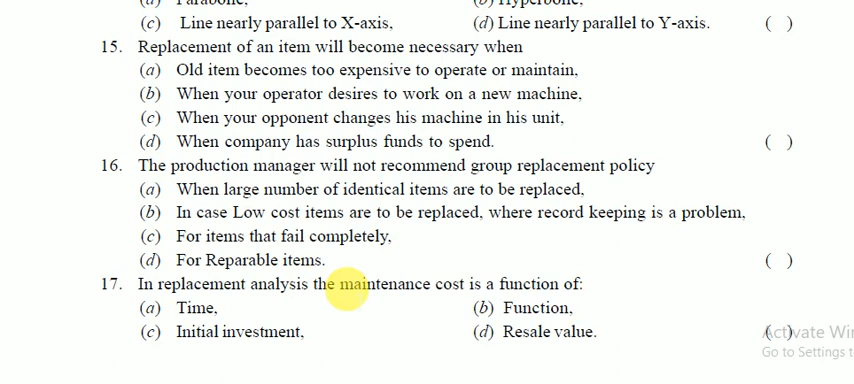 (c) Line nearly parallel to X-axis, (d) Line nearly parallel to Y-axis. ( )
15. Replacement of an item will become necessary when
(a) Old item becomes too expensive to operate or maintain,
(b) When your operator desires to work on a new machine,
(c) When your opponent changes his machine in his unit,
(d) When company has surplus funds to spend. ( )
16. The production manager will not recommend group replacement policy
(a) When large number of identical items are to be replaced,
(b) In case Low cost items are to be replaced, where record keeping is a problem,
(c) For items that fail completely,
(d) For Reparable items. ( )
17. In replacement analysis the maintenance cost is a function of:
(a) Time, (b) Function,
(c) Initial investment, (d) Resale value. ( )
Activate Wi
Go to Settings t